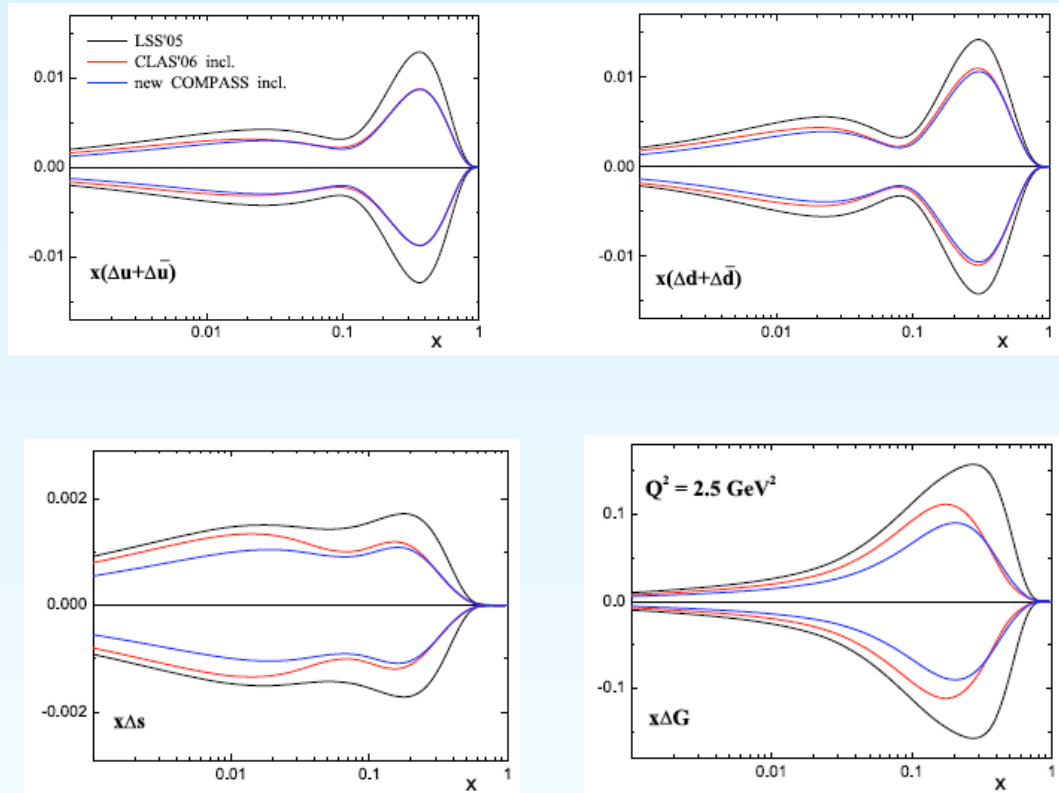 LSS'05
CLAS'06 incl.
new COMPASS incl.
0.01
0.00
-0.01
x(Δu+Δū)
0.01
0.1
1
X
0.01
0.00
-0.01
x(Δd+Δd̄)
0.01
0.1
1
X
0.002
0.000
-0.002
xΔs
0.01
0.1
1
X
Q² = 2.5 GeV²
0.1
0.0
-0.1
xΔG
0.01
0.1
1
X